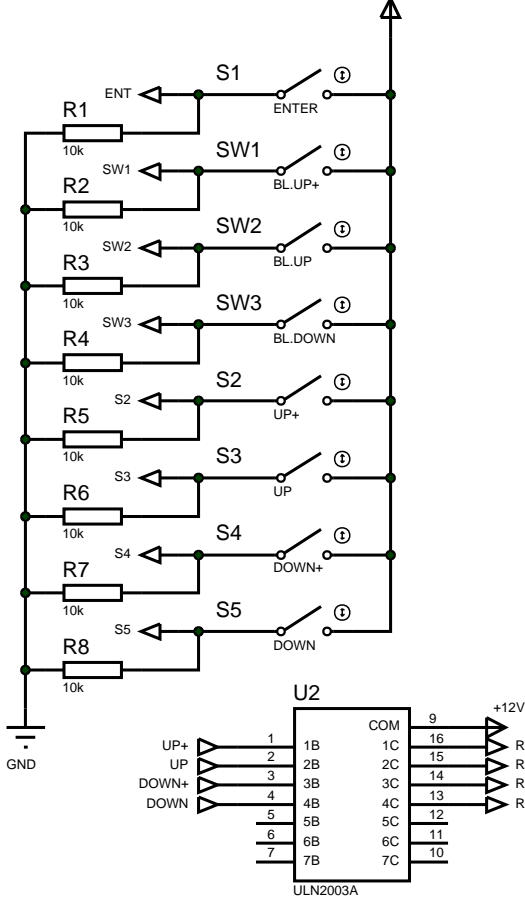 S1
ENT
ENTER
R1
10k
SW1
SW1
BL.UP+
R2
10k
SW2
SW2
BL.UP
R3
10k
SW3
SW3
BL.DOWN
R4
10k
S2
S2
UP+
R5
10k
S3
S3
UP
R6
10k
S4
S4
DOWN+
R7
10k
S5
S5
DOWN
R8
10k
GND
U2
+12V
COM 9
UP+ 1 1B 1C 16 R
UP 2 2B 2C 15 R
DOWN+ 3 3B 3C 14 R
DOWN 4 4B 4C 13 R
5 5B 5C 12
6 6B 6C 11
7 7B 7C 10
ULN2003A